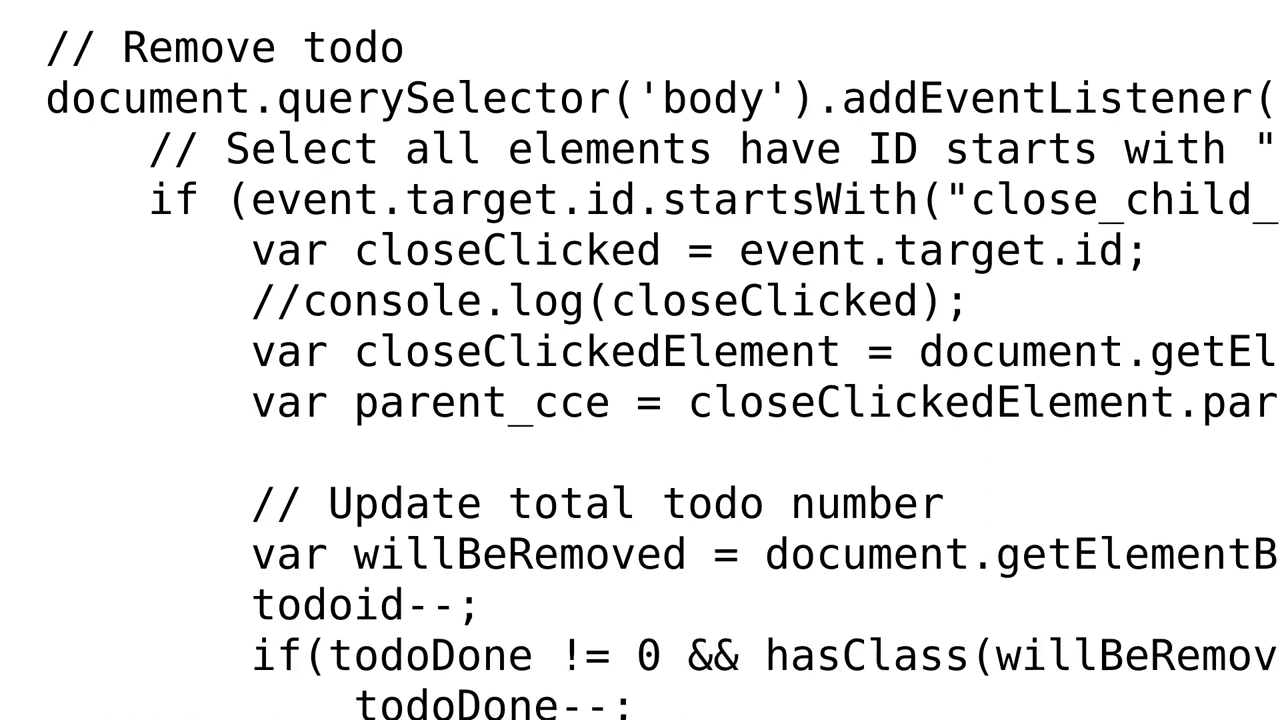 // Remove todo
document.querySelector('body').addEventListener(
// Select all elements have ID starts with "
if (event.target.id.startsWith("close_child_
var closeClicked = event.target.id;
//console.log(closeClicked);
var closeClickedElement = document.getEl
var parent_cce = closeClickedElement.par
// Update total todo number
var willBeRemoved = document.getElementB
todoid--;
if(todoDone != 0 && hasClass(willBeRemov
todoDone--;